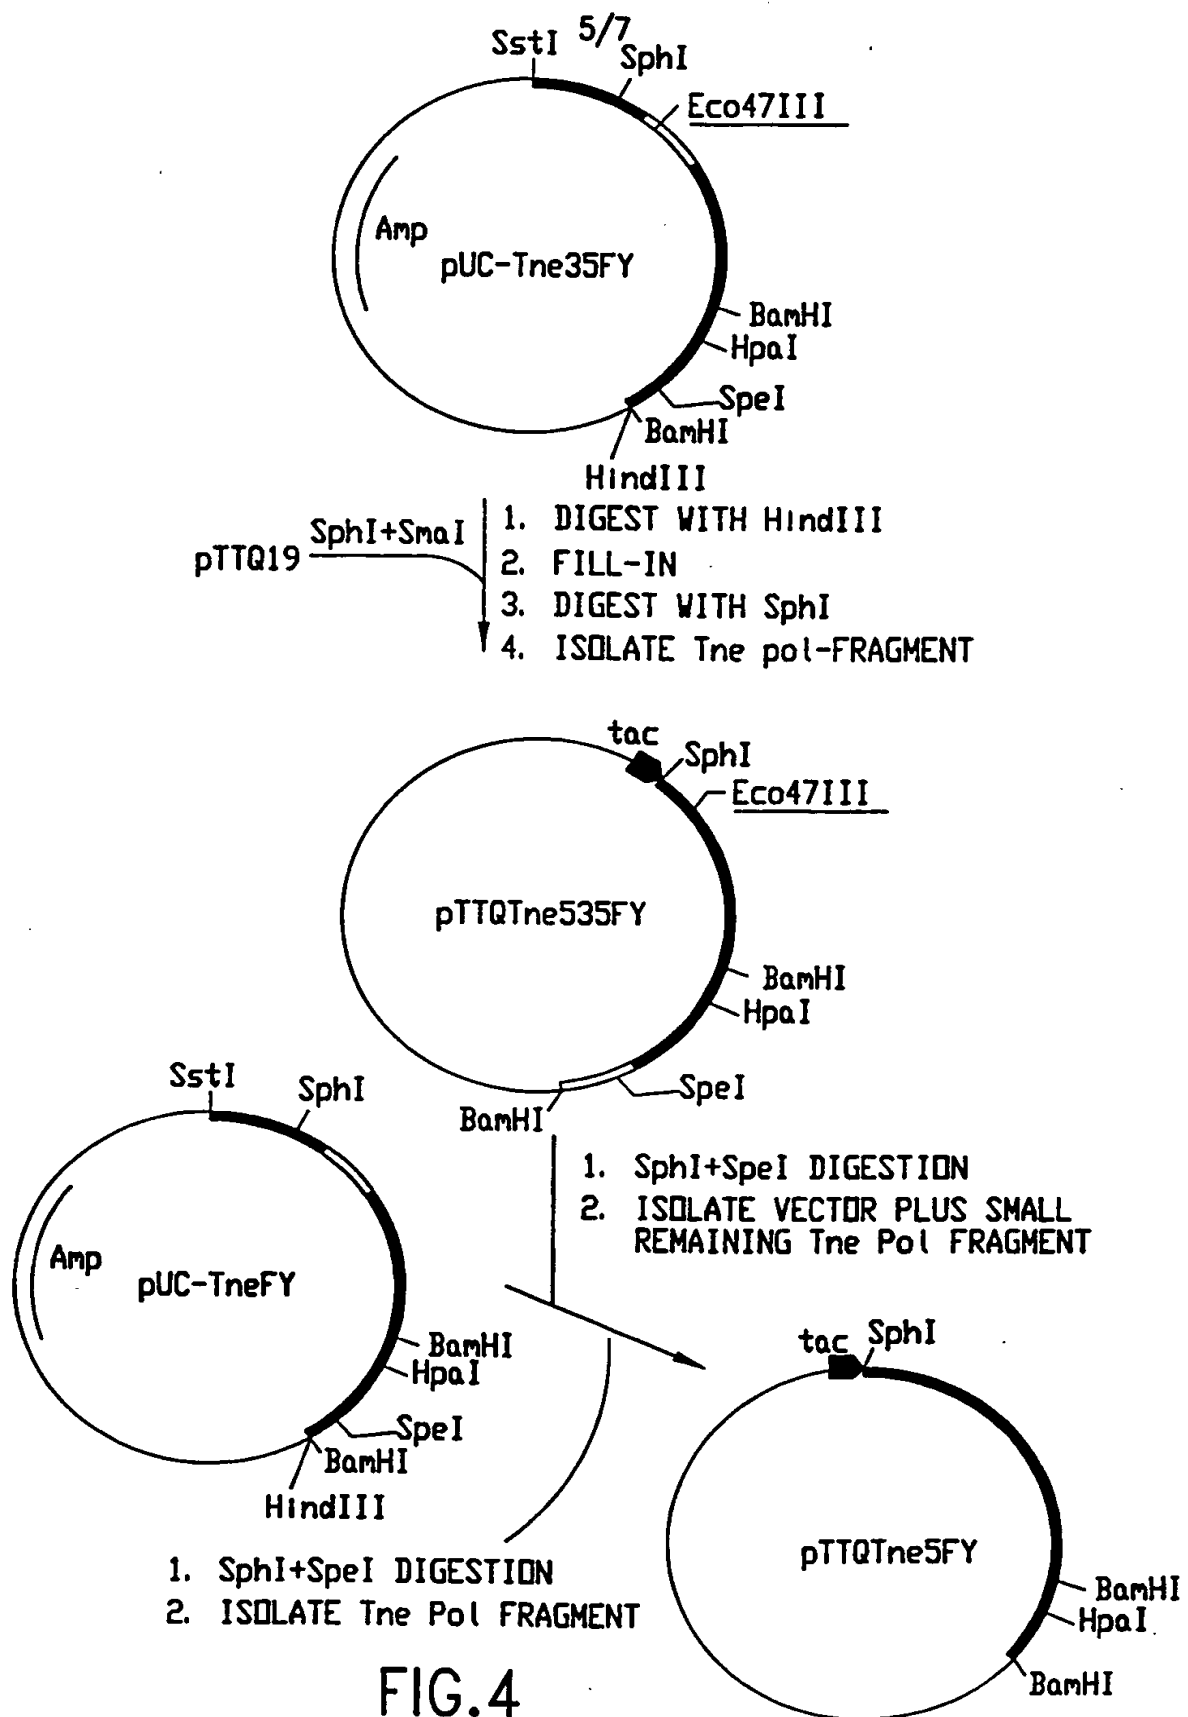 5/7
SstI
SphI
Eco47III
Amp
pUC-Tne35FY
BamHI
HpaI
SpeI
BamHI
HindIII
pTTQ19
SphI+SmaI
1. DIGEST WITH HindIII
2. FILL-IN
3. DIGEST WITH SphI
4. ISOLATE Tne pol-FRAGMENT
tac
SphI
Eco47III
pTTQTne535FY
BamHI
HpaI
SpeI
BamHI
1. SphI+SpeI DIGESTION
2. ISOLATE VECTOR PLUS SMALL
REMAINING Tne Pol FRAGMENT
SstI
SphI
Amp
pUC-TneFY
BamHI
HpaI
SpeI
BamHI
HindIII
1. SphI+SpeI DIGESTION
2. ISOLATE Tne Pol FRAGMENT
tac
SphI
pTTQTne5FY
BamHI
HpaI
BamHI
FIG.4